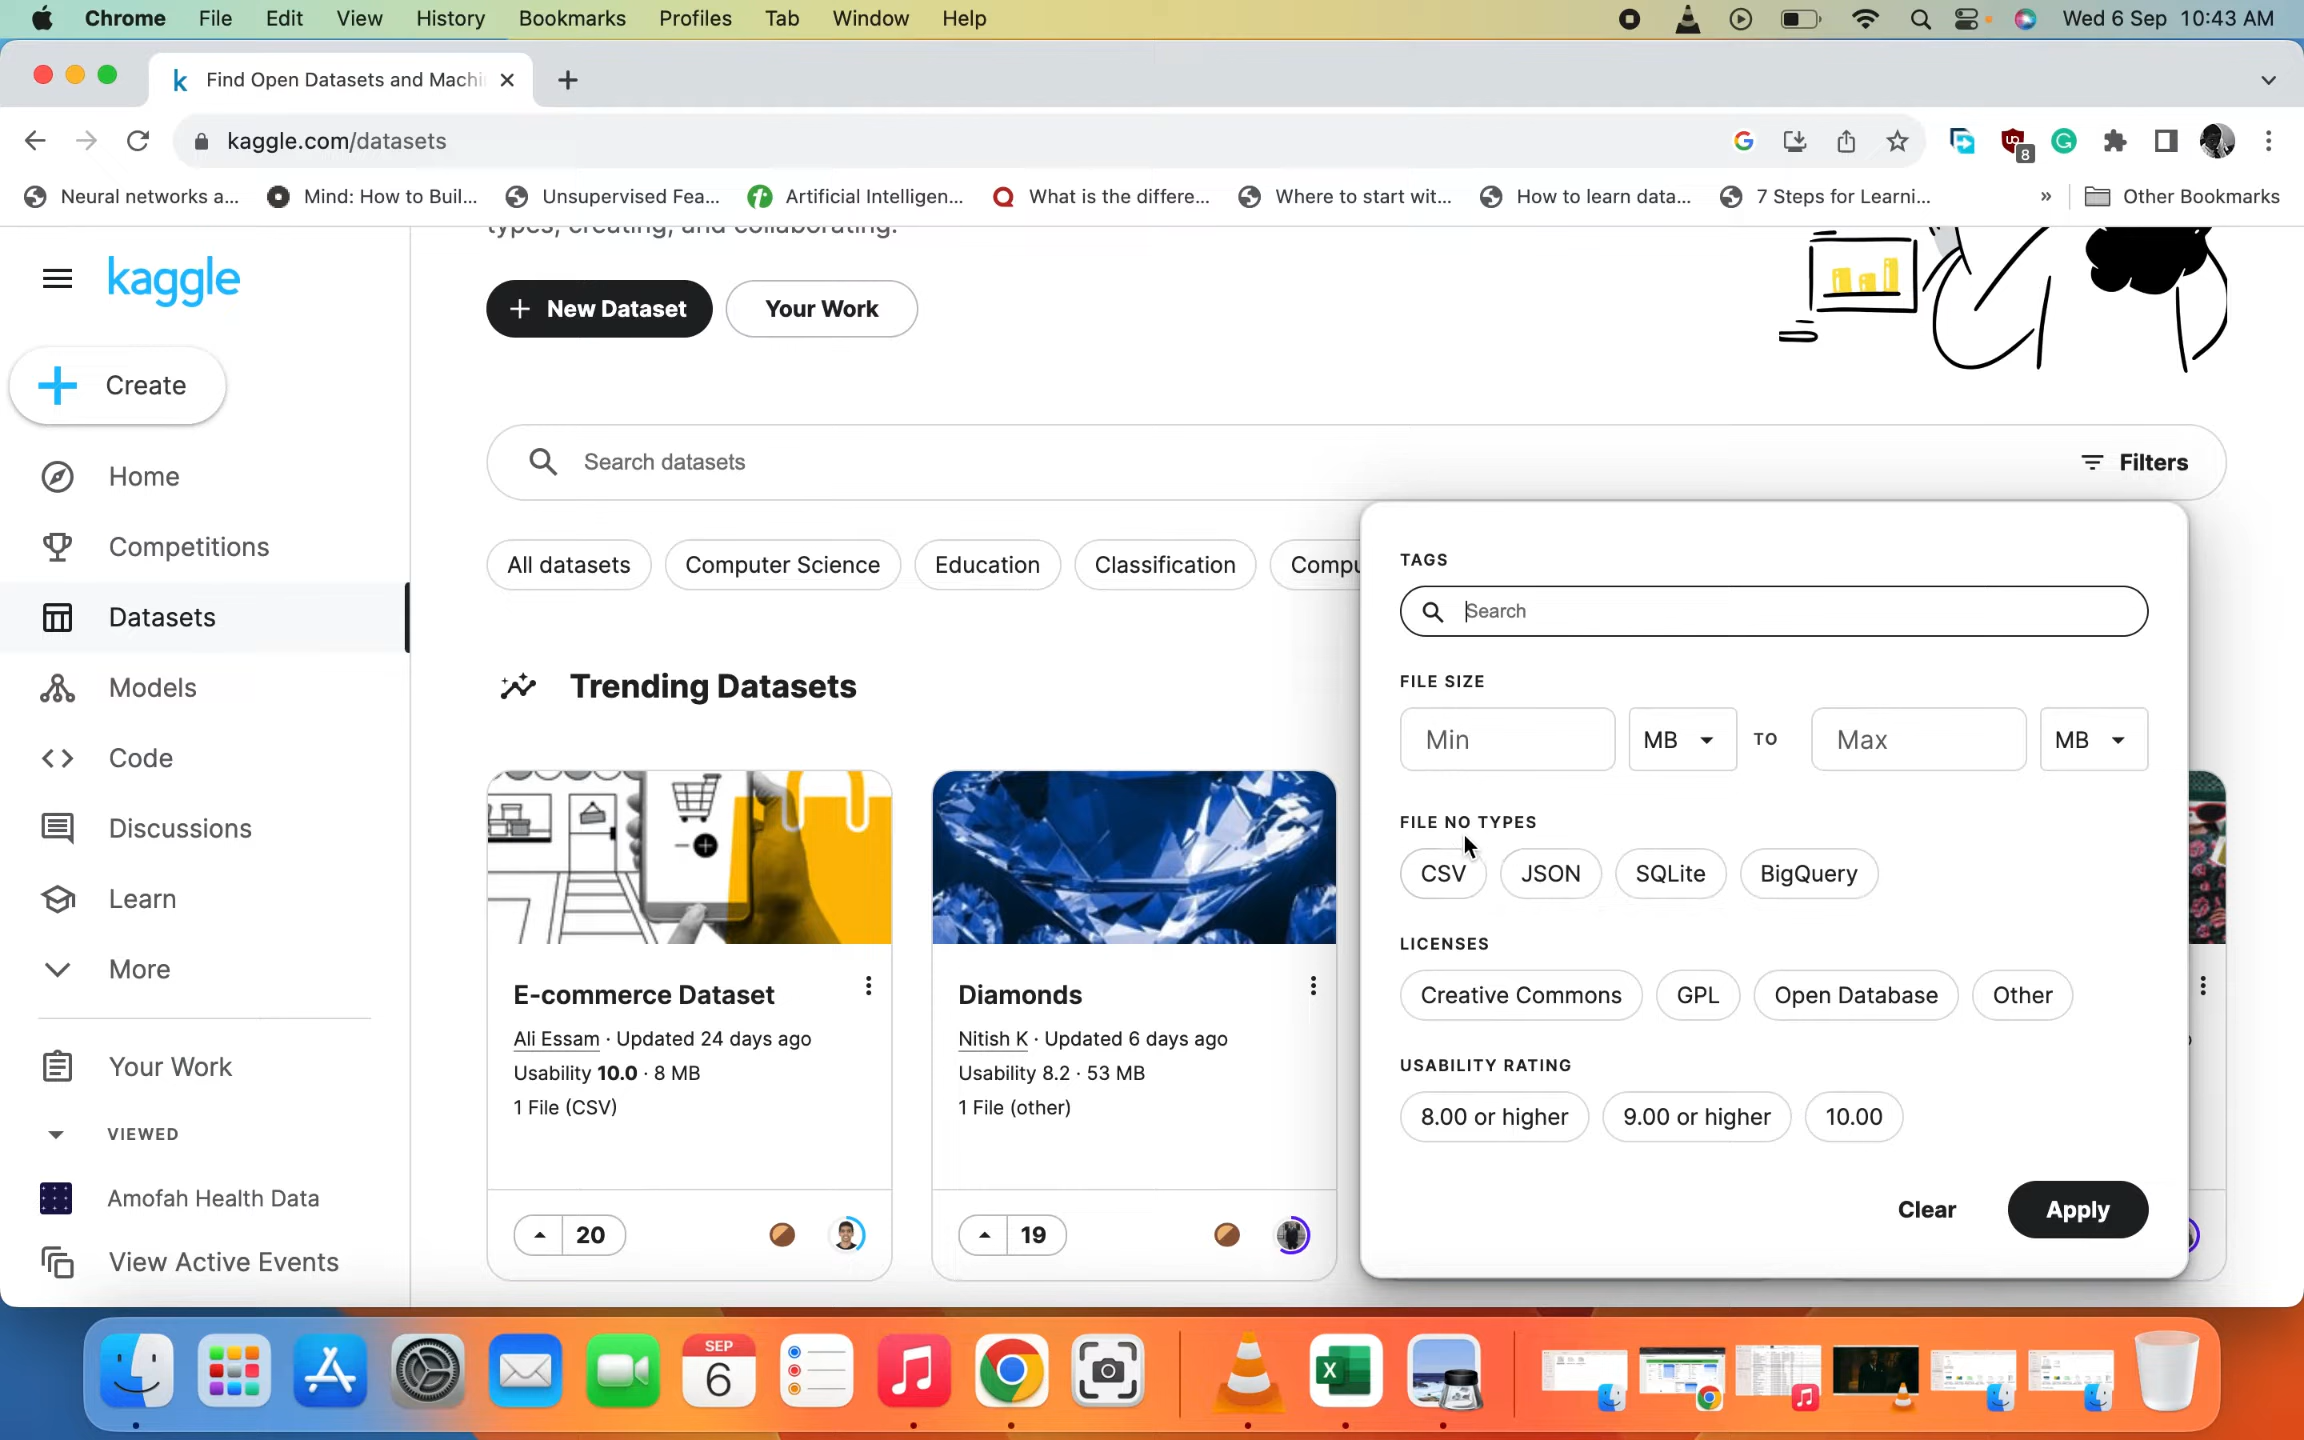 Chrome File Edit View History Bookmarks Profiles Tab Window Help Wed 6 Sep 10:43 AM
Find Open Datasets and Machi
kaggle.com/datasets
8
Neural networks a... Mind: How to Buil... Unsupervised Fea... Artificial Intelligen... What is the differe... Where to start wit... How to learn data... 7 Steps for Learni... » Other Bookmarks
types, creating, and collaborating.
kaggle
+ New Dataset Your Work
Create
Search datasets Filters
Home
Competitions
Datasets
Models
Code
Discussions
Learn
More
Your Work
VIEWED
Amofah Health Data
View Active Events
All datasets Computer Science Education Classification Compu
Trending Datasets
E-commerce Dataset
Ali Essam · Updated 24 days ago
Usability 10.0 · 8 MB
1 File (CSV)
20
Diamonds
Nitish K · Updated 6 days ago
Usability 8.2 · 53 MB
1 File (other)
19
TAGS
Search
FILE SIZE
Min MB TO Max MB
FILE NO TYPES
CSV JSON SQLite BigQuery
LICENSES
Creative Commons GPL Open Database Other
USABILITY RATING
8.00 or higher 9.00 or higher 10.00
Clear Apply
SEP
6